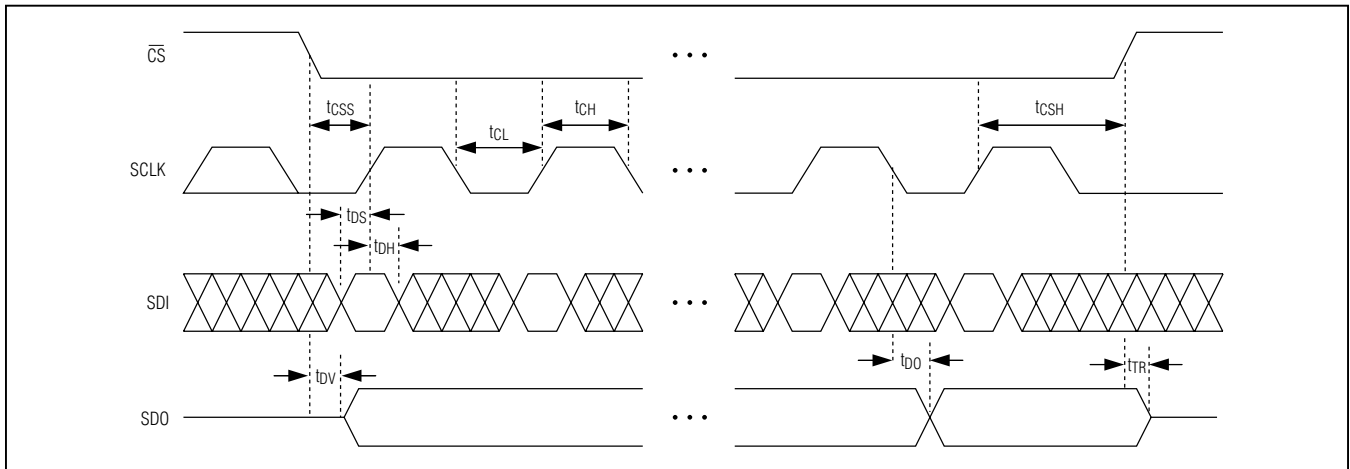 CS
tCSS
tCL
tCH
tCSH
SCLK
tDS
tDH
SDI
tDV
tDO
tTR
SDO